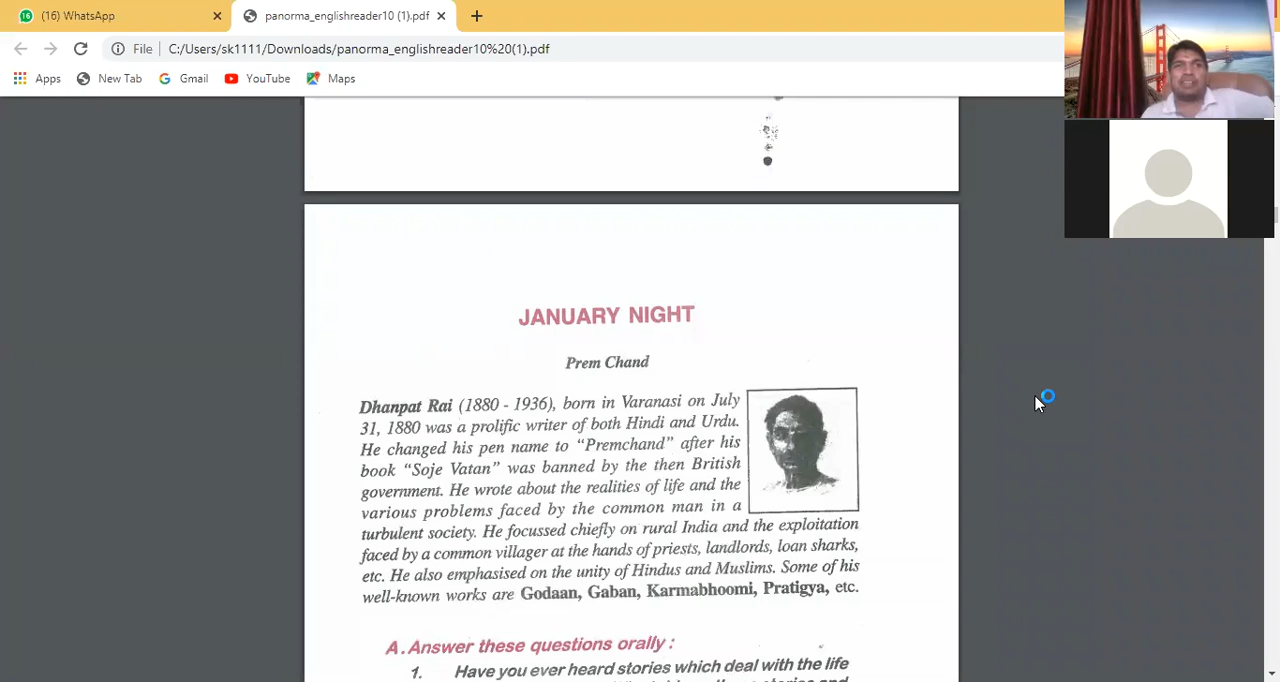 (16) WhatsApp
panorma_englishreader10 (1).pdf
File
C:/Users/sk1111/Downloads/panorma_englishreader10%20(1).pdf
Apps
New Tab
Gmail
YouTube
Maps
JANUARY NIGHT
Prem Chand
Dhanpat Rai (1880 - 1936), born in Varanasi on July
31, 1880 was a prolific writer of both Hindi and Urdu.
He changed his pen name to “Premchand” after his
book “Soje Vatan” was banned by the then British
government. He wrote about the realities of life and the
various problems faced by the common man in a
turbulent society. He focussed chiefly on rural India and the exploitation
faced by a common villager at the hands of priests, landlords, loan sharks,
etc. He also emphasised on the unity of Hindus and Muslims. Some of his
well-known works are Godaan, Gaban, Karmabhoomi, Pratigya, etc.
A. Answer these questions orally :
1. Have you ever heard stories which deal with the life